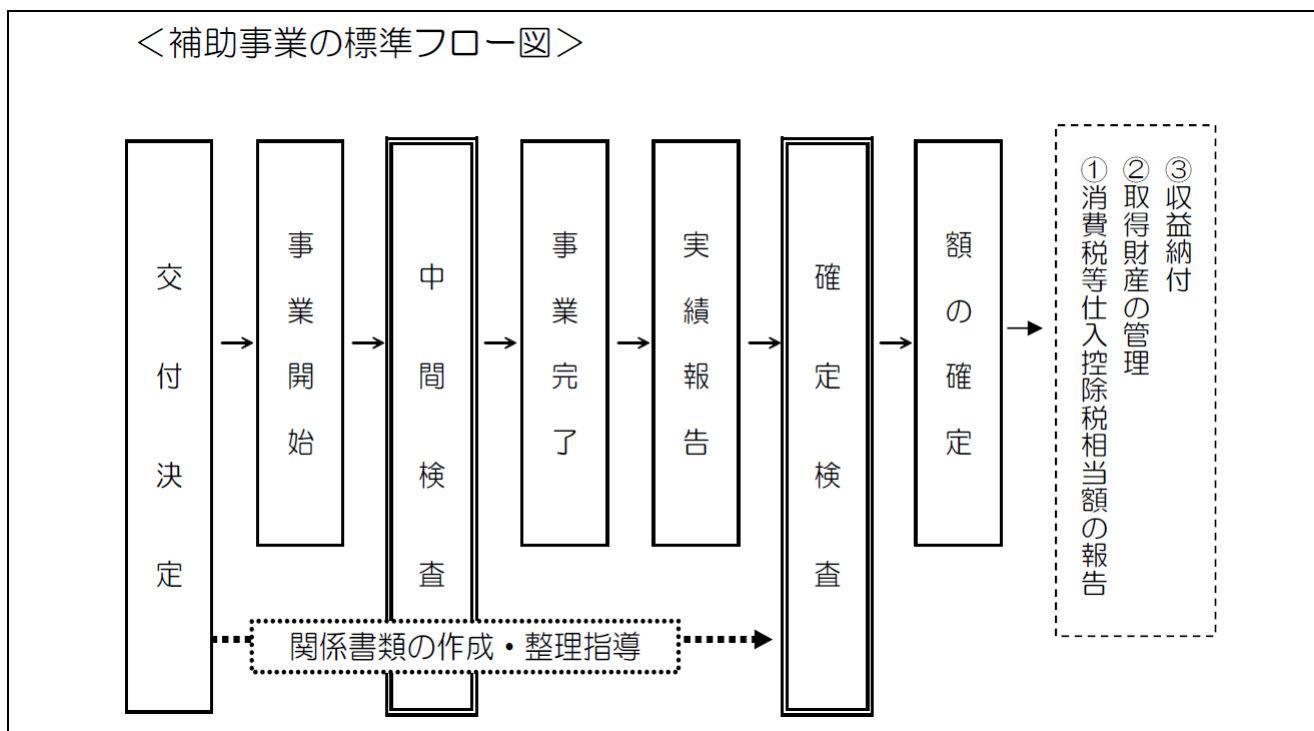 ＜補助事業の標準フロー図＞
交付決定
事業開始
中間検査
事業完了
実績報告
確定検査
額の確定
③収益納付
②取得財産の管理
①消費税等仕入控除税相当額の報告
関係書類の作成・整理指導